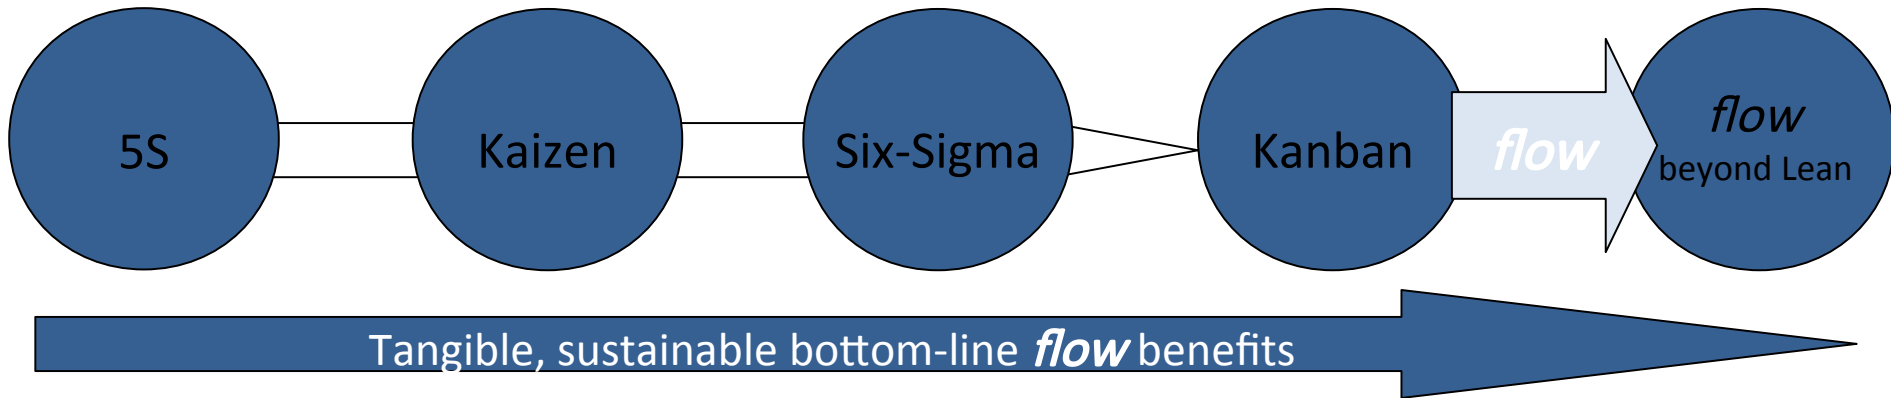 5S
Kaizen
Six-Sigma
Kanban
flow
flow
beyond Lean
Tangible, sustainable bottom-line flow benefits